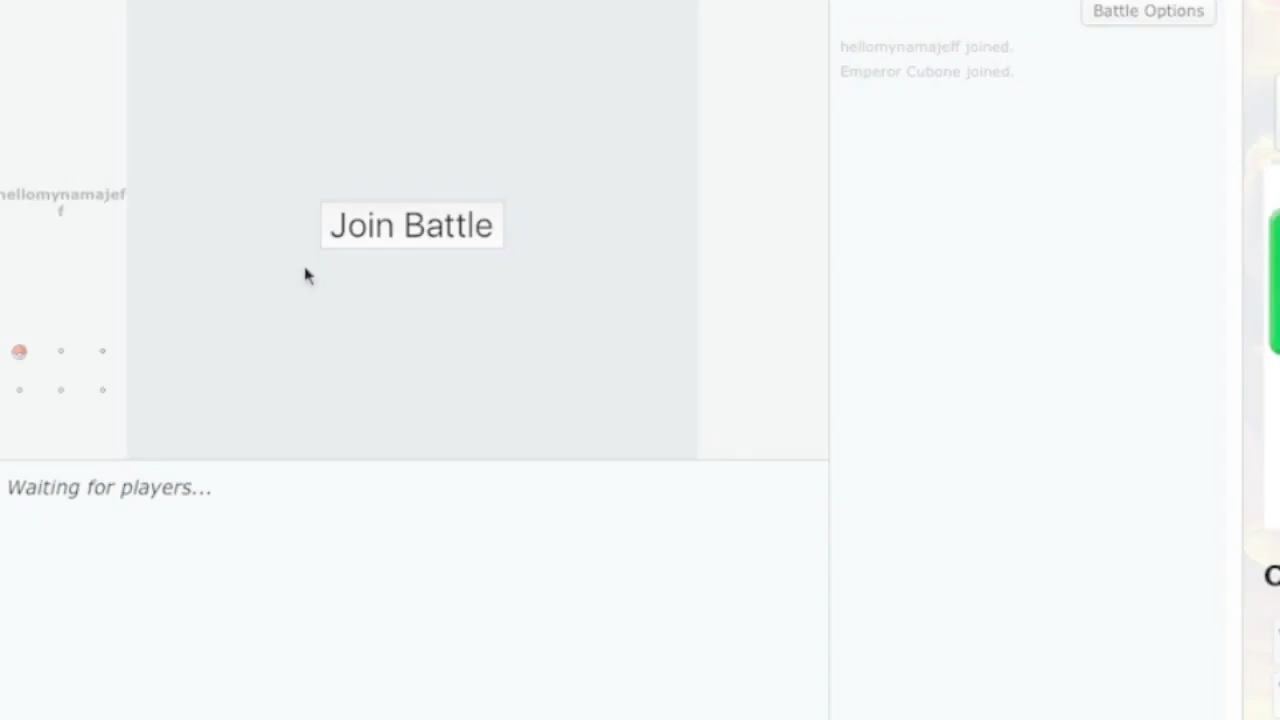 Battle Options
hellomynamajeff joined.
Emperor Cubone joined.
hellomynamajef
f
Join Battle
Waiting for players...